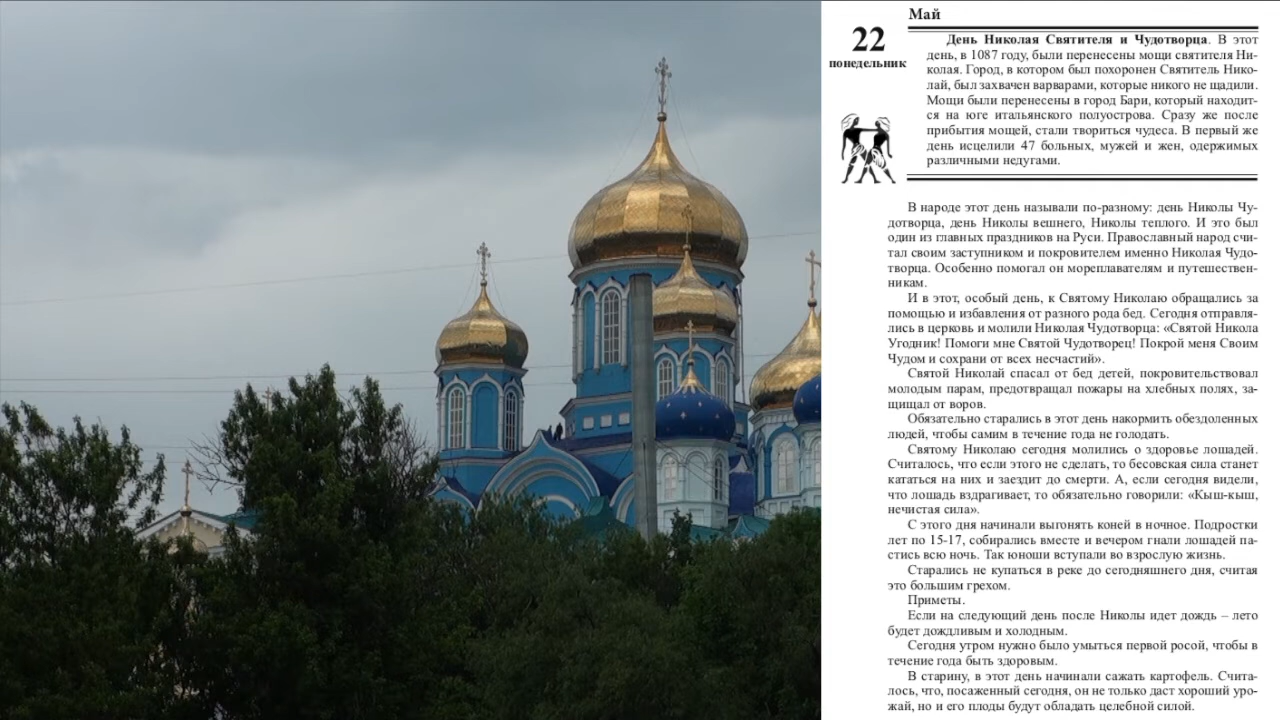 Май
22
понедельник
День Николая Святителя и Чудотворца. В этот
день, в 1087 году, были перенесены мощи святителя Ни-
колая. Город, в котором был похоронен Святитель Нико-
лай, был захвачен варварами, которые никого не щадили.
Мощи были перенесены в город Бари, который находит-
ся на юге итальянского полуострова. Сразу же после
прибытия мощей, стали твориться чудеса. В первый же
день исцелили 47 больных, мужей и жен, одержимых
различными недугами.
В народе этот день называли по-разному: день Николы Чу-
дотворца, день Николы вешнего, Николы теплого. И это был
один из главных праздников на Руси. Православный народ счи-
тал своим заступником и покровителем именно Николая Чудо-
творца. Особенно помогал он мореплавателям и путешествен-
никам.
И в этот, особый день, к Святому Николаю обращались за
помощью и избавления от разного рода бед. Сегодня отправля-
лись в церковь и молили Николая Чудотворца: «Святой Никола
Угодник! Помоги мне Святой Чудотворец! Покрой меня Своим
Чудом и сохрани от всех несчастий».
Святой Николай спасал от бед детей, покровительствовал
молодым парам, предотвращал пожары на хлебных полях, за-
щищал от воров.
Обязательно старались в этот день накормить обездоленных
людей, чтобы самим в течение года не голодать.
Святому Николаю сегодня молились о здоровье лошадей.
Считалось, что если этого не сделать, то бесовская сила станет
кататься на них и заездит до смерти. А, если сегодня видели,
что лошадь вздрагивает, то обязательно говорили: «Кыш-кыш,
нечистая сила».
С этого дня начинали выгонять коней в ночное. Подростки
лет по 15-17, собирались вместе и вечером гнали лошадей па-
стись всю ночь. Так юноши вступали во взрослую жизнь.
Старались не купаться в реке до сегодняшнего дня, считая
это большим грехом.
Приметы.
Если на следующий день после Николы идет дождь – лето
будет дождливым и холодным.
Сегодня утром нужно было умыться первой росой, чтобы в
течение года быть здоровым.
В старину, в этот день начинали сажать картофель. Счита-
лось, что, посаженный сегодня, он не только даст хороший уро-
жай, но и его плоды будут обладать целебной силой.